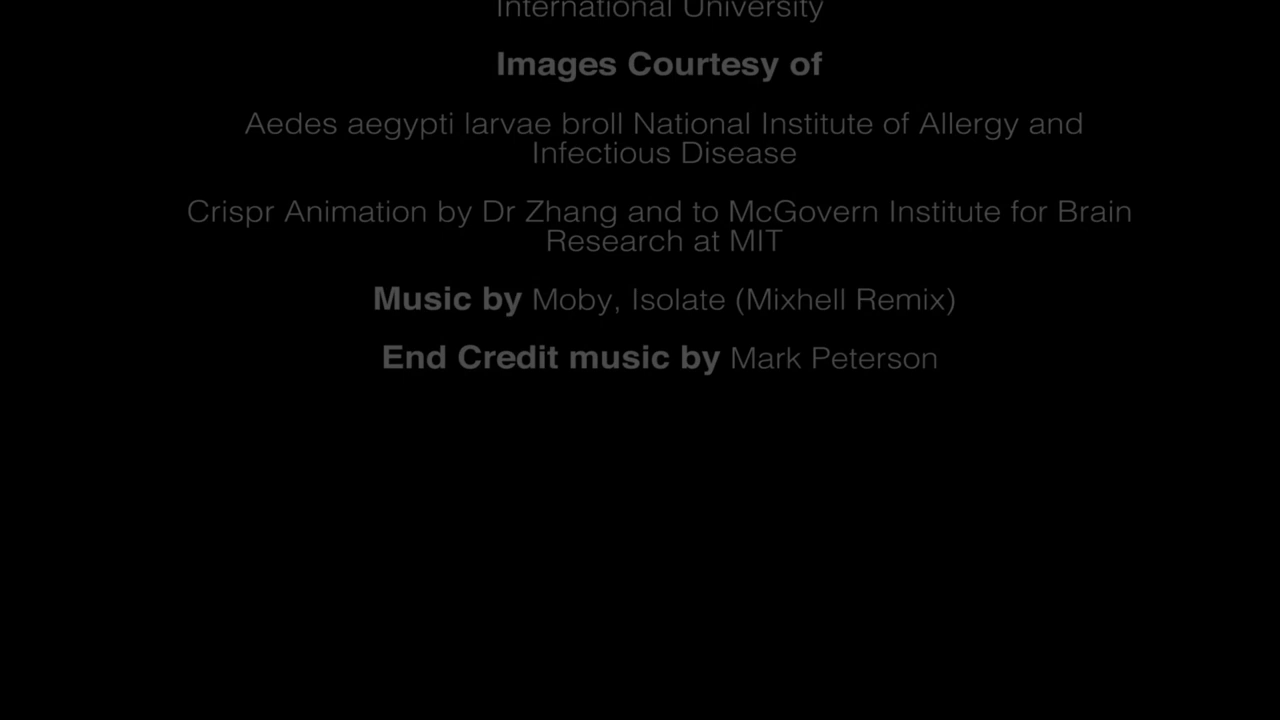 International University
Images Courtesy of
Aedes aegypti larvae broll National Institute of Allergy and
Infectious Disease
Crispr Animation by Dr Zhang and to McGovern Institute for Brain
Research at MIT
Music by Moby, Isolate (Mixhell Remix)
End Credit music by Mark Peterson